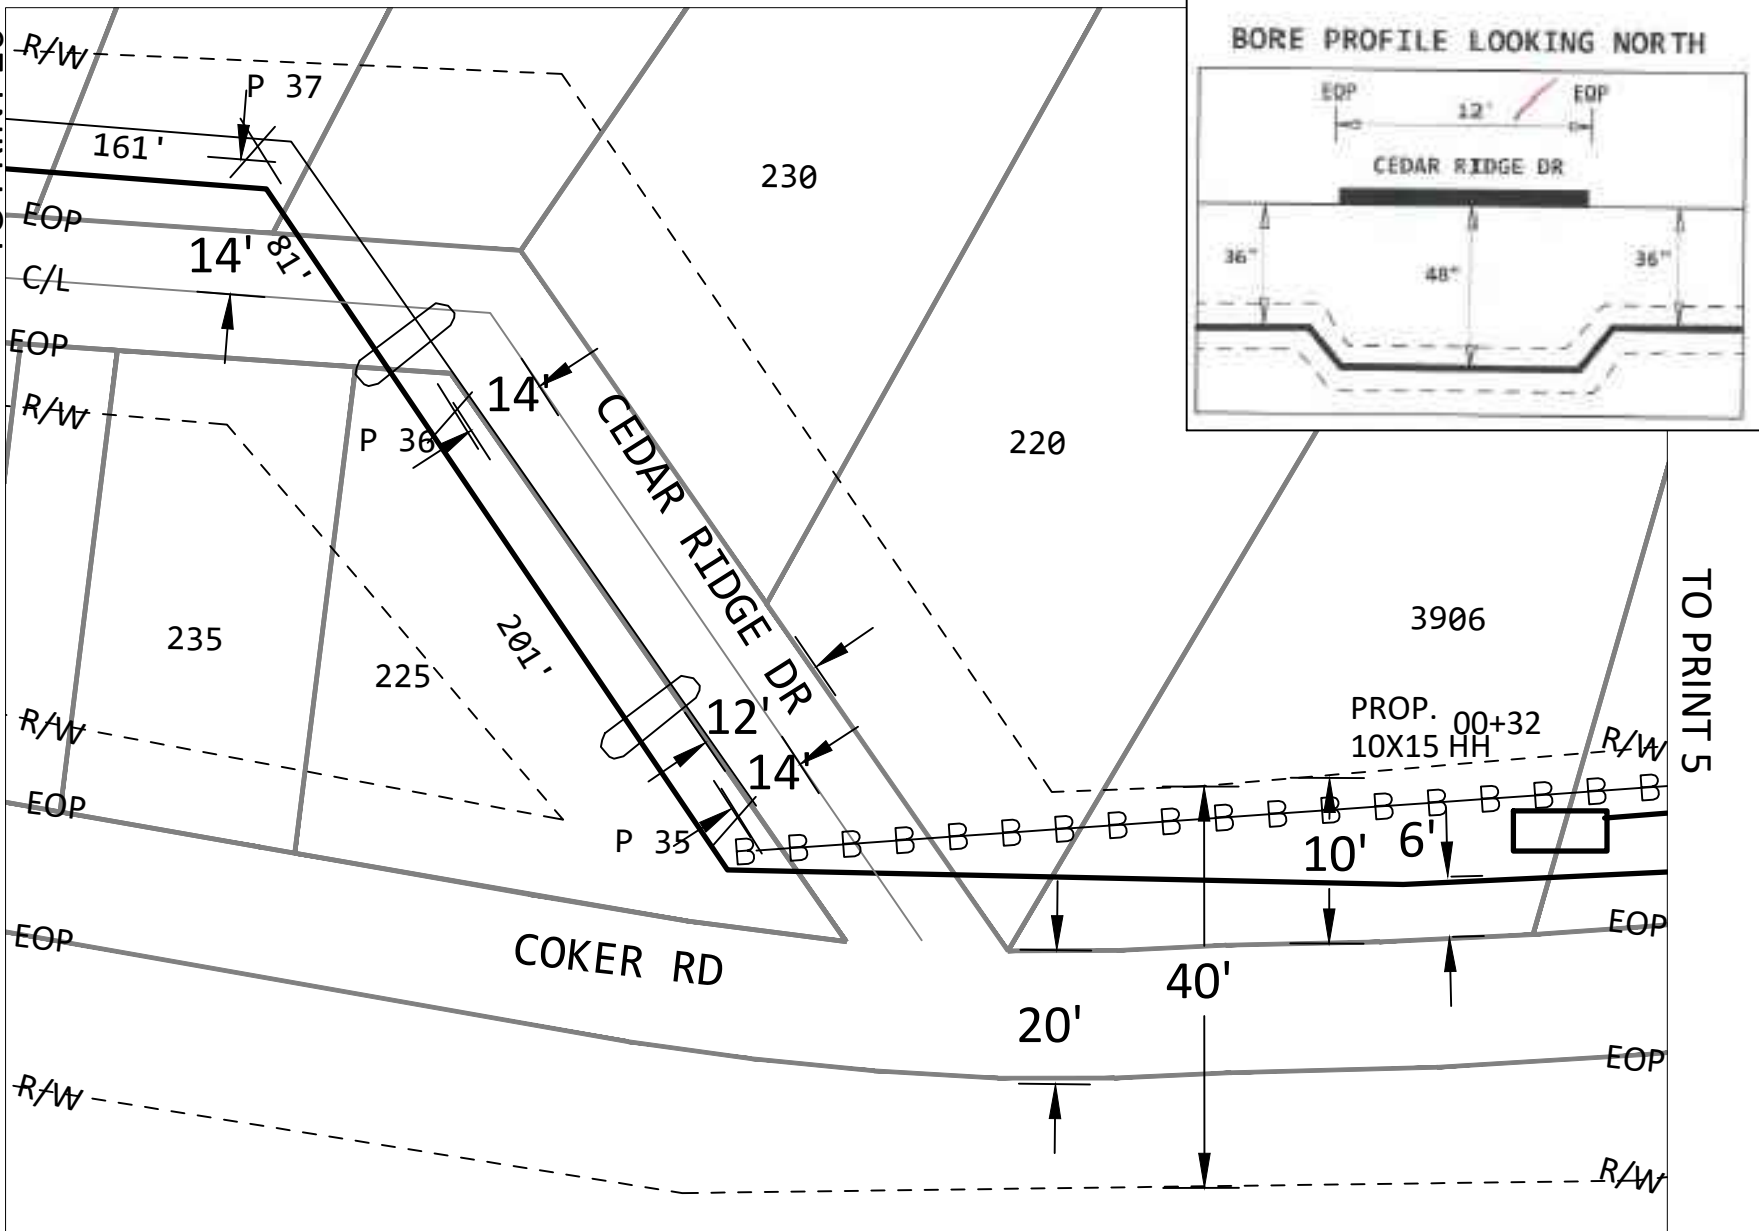 BORE PROFILE LOOKING NORTH
EOP
EOP
12'
CEDAR RIDGE DR
36"
48"
36"
R/W
P 37
161'
230
EOP
14'
81'
C/L
EOP
14'
R/W
P 36
CEDAR RIDGE DR
220
235
225
201'
3906
TO PRINT 5
PROP.
10X15 HH
00+32
R/W
R/W
12'
14'
EOP
P 35
B B B B B B B B B B B B B B B B B B
10'
6'
EOP
EOP
COKER RD
40'
20'
EOP
R/W
R/W